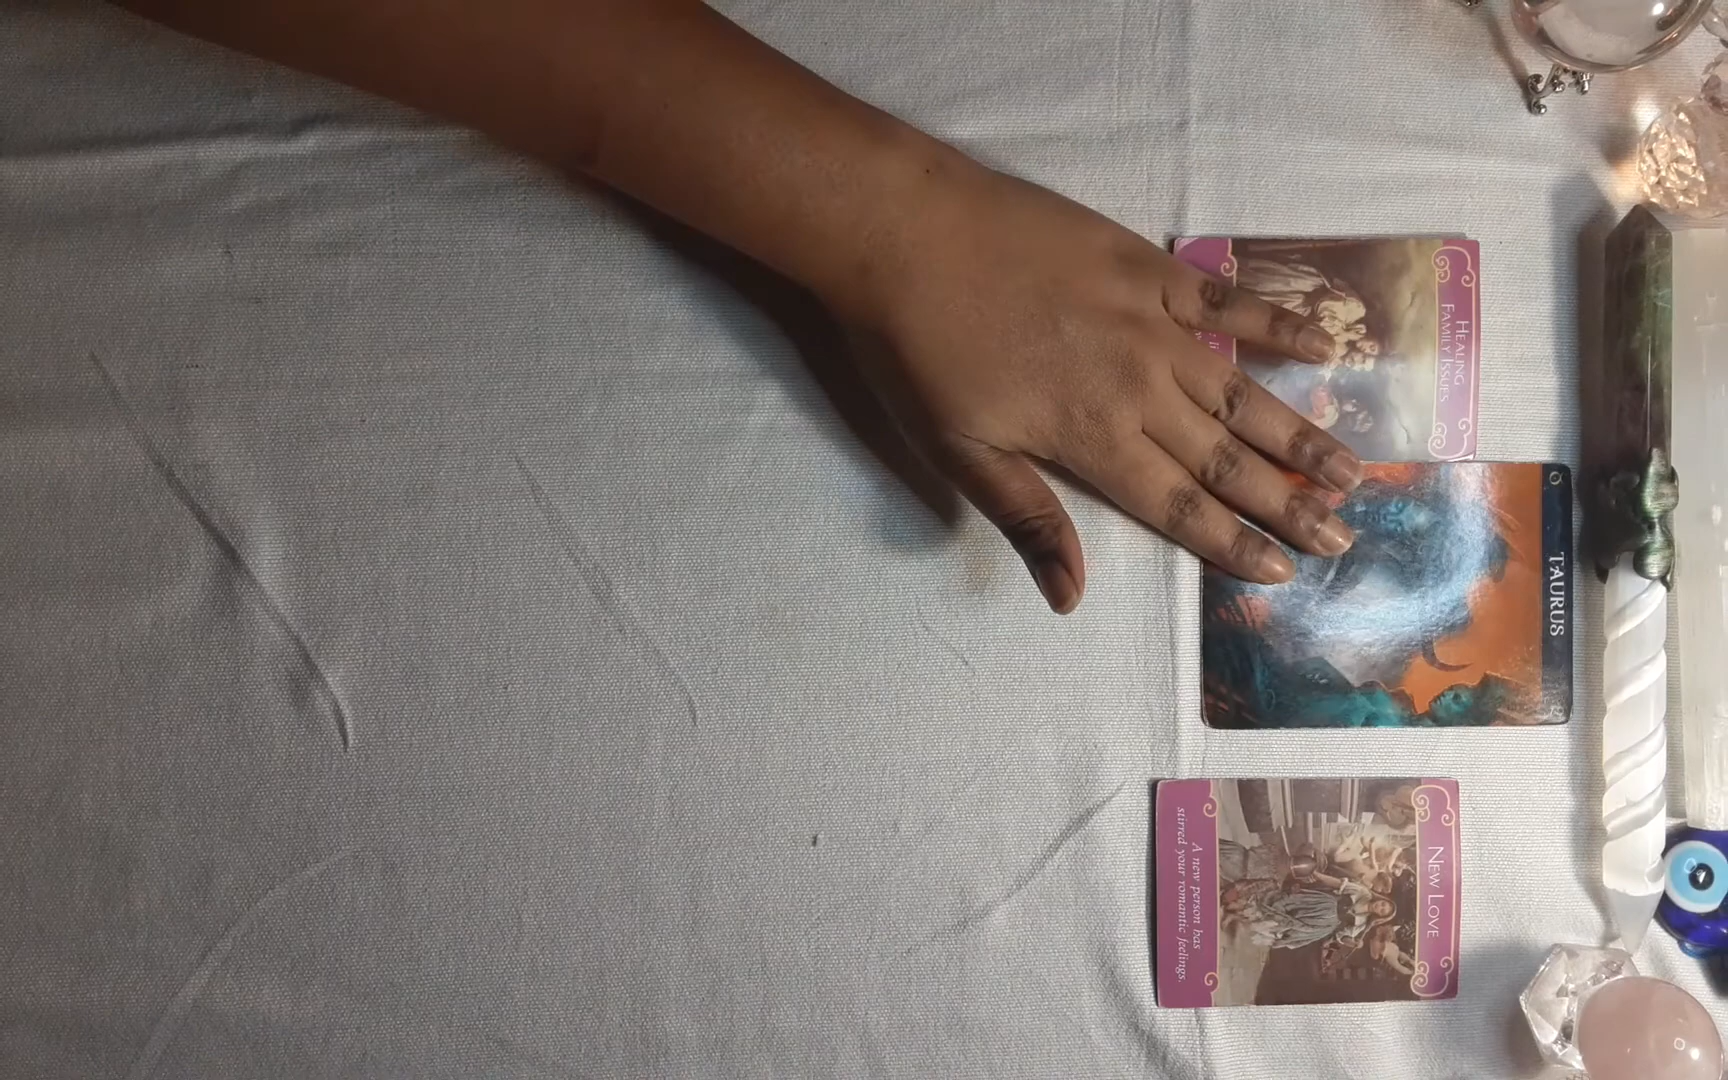 HEALING
FAMILY ISSUES
TAURUS
NEW LOVE
A new person has
stirred your romantic feelings.